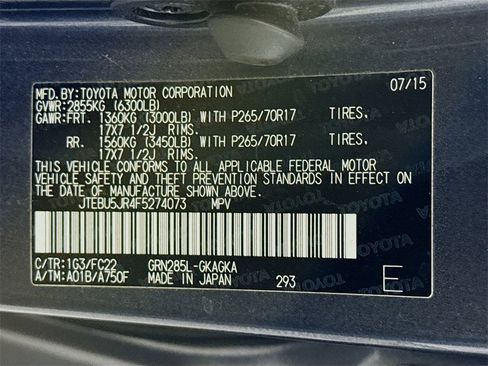 MFD.BY:TOYOTA MOTOR CORPORATION 07/15
GVWR:2855KG (6300LB)
GAWR:FRT. 1360KG (3000LB) WITH P265/70R17 TIRES,
17X7 1/2J RIMS.
RR. 1560KG (3450LB) WITH P265/70R17 TIRES,
17X7 1/2J RIMS.
THIS VEHICLE CONFORMS TO ALL APPLICABLE FEDERAL MOTOR
VEHICLE SAFETY, BUMPER, AND THEFT PREVENTION STANDARDS IN EFFECT
ON THE DATE OF MANUFACTURE SHOWN ABOVE.
JTEBU5JR4F5274073 MPV
C/TR:1G3/FC22 GRN285L-GKAGKA
A/TM:A01B/A750F MADE IN JAPAN 293 E